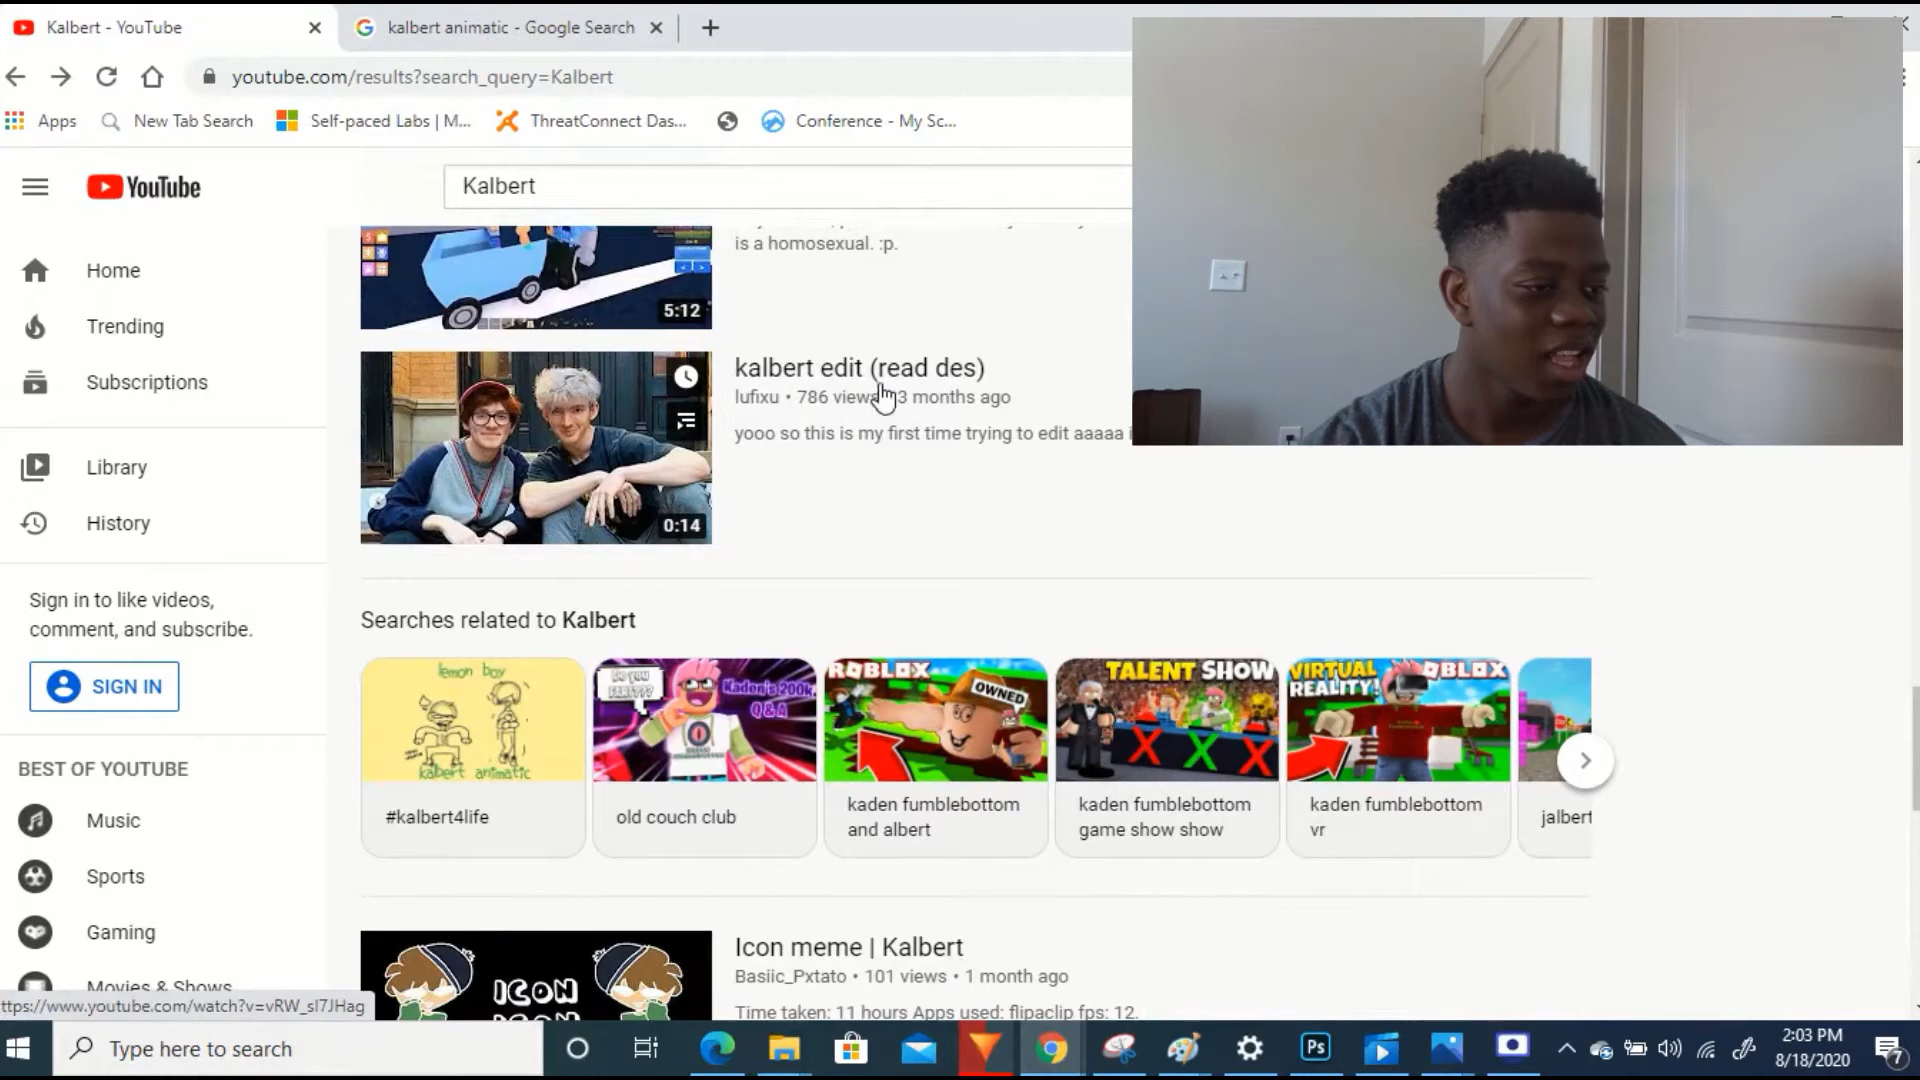 Kalbert - YouTube
kalbert animatic - Google Search
youtube.com/results?search_query=Kalbert
Apps
New Tab Search
Self-paced Labs | M...
ThreatConnect Das...
Conference - My Sc...
YouTube
Kalbert
Home
Trending
Subscriptions
Library
History
Sign in to like videos,
comment, and subscribe.
SIGN IN
BEST OF YOUTUBE
Music
Sports
Gaming
Movies & Shows
is a homosexual. :p.
5:12
kalbert edit (read des)
lufixu • 786 views 3 months ago
yooo so this is my first time trying to edit aaaaa i
0:14
Searches related to Kalbert
lemon boy
kalbert animatic
#kalbert4life
Kaden's 200k
Q&A
old couch club
ROBLOX
OWNED
kaden fumblebottom
and albert
TALENT SHOW
X X X
kaden fumblebottom
game show show
VIRTUAL
REALITY!
ROBLOX
kaden fumblebottom
vr
jalbert
ICON
Icon meme | Kalbert
Basiic_Pxtato • 101 views • 1 month ago
Time taken: 11 hours Apps used: flipaclip fps: 12.
ttps://www.youtube.com/watch?v=vRW_sI7JHag
Type here to search
Ps
2:03 PM
8/18/2020
7